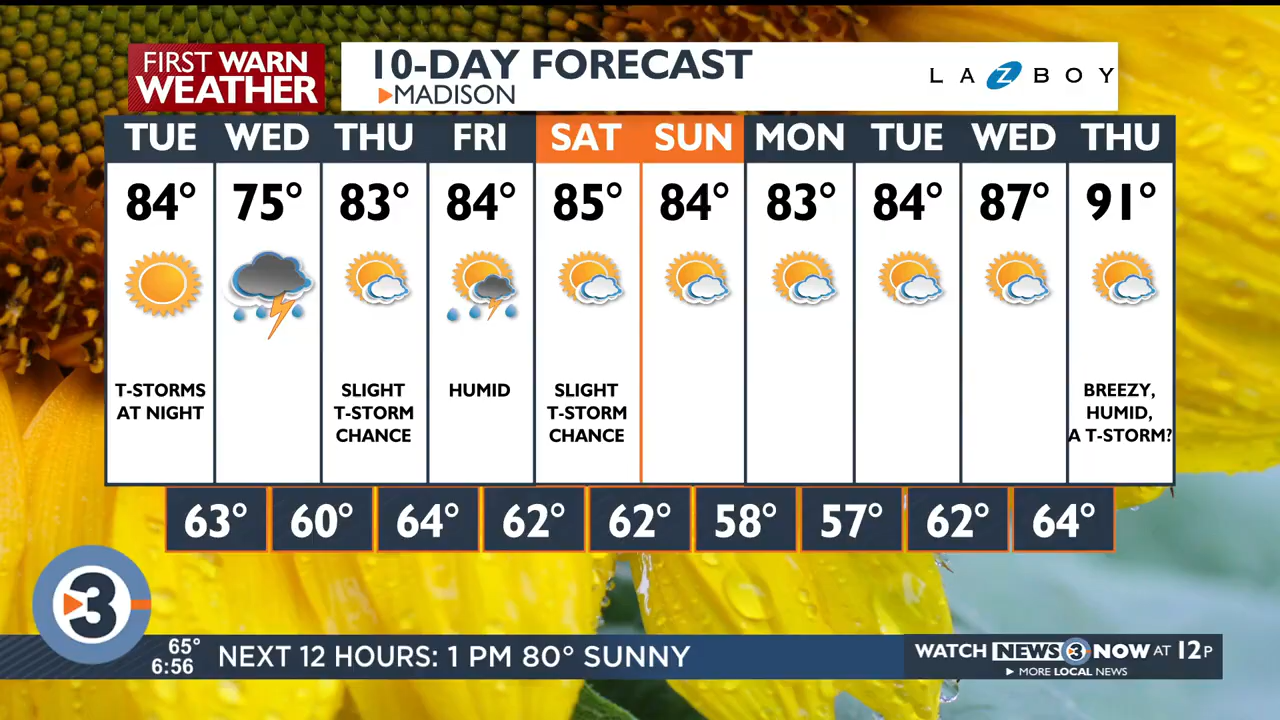 FIRST WARN
WEATHER
10-DAY FORECAST
MADISON
LA Z BOY
TUE WED THU FRI SAT SUN MON TUE WED THU
84° 75° 83° 84° 85° 84° 83° 84° 87° 91°
T-STORMS
AT NIGHT
SLIGHT
T-STORM
CHANCE
HUMID
SLIGHT
T-STORM
CHANCE
BREEZY,
HUMID,
A T-STORM?
63° 60° 64° 62° 62° 58° 57° 62° 64°
3
65°
6:56
NEXT 12 HOURS: 1 PM 80° SUNNY
WATCH NEWS 3 NOW AT 12P
MORE LOCAL NEWS